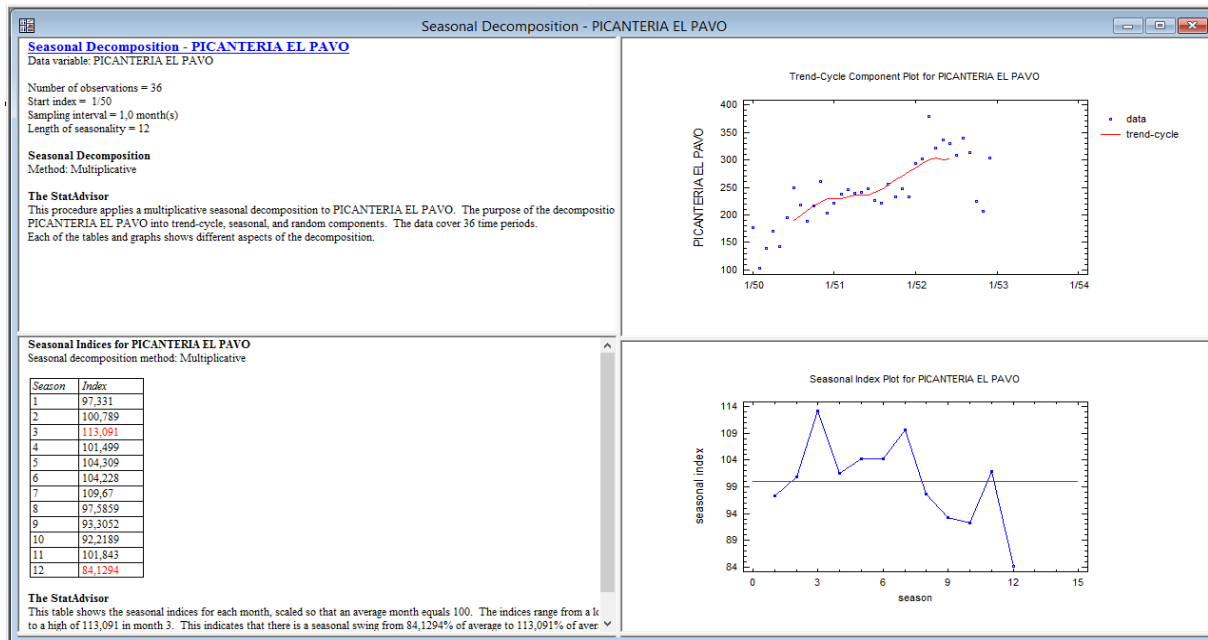 Seasonal Decomposition - PICANTERIA EL PAVO
Seasonal Decomposition - PICANTERIA EL PAVO
Data variable: PICANTERIA EL PAVO
Number of observations = 36
Start index = 1/50
Sampling interval = 1,0 month(s)
Length of seasonality = 12
Seasonal Decomposition
Method: Multiplicative
The StatAdvisor
This procedure applies a multiplicative seasonal decomposition to PICANTERIA EL PAVO. The purpose of the decompositio
PICANTERIA EL PAVO into trend-cycle, seasonal, and random components. The data cover 36 time periods.
Each of the tables and graphs shows different aspects of the decomposition.
Trend-Cycle Component Plot for PICANTERIA EL PAVO
PICANTERIA EL PAVO
400
350
300
250
200
150
100
1/50 1/51 1/52 1/53 1/54
data
trend-cycle
Seasonal Indices for PICANTERIA EL PAVO
Seasonal decomposition method: Multiplicative
Season Index
1 97,331
2 100,789
3 113,091
4 101,499
5 104,309
6 104,228
7 109,67
8 97,5859
9 93,3052
10 92,2189
11 101,843
12 84,1294
The StatAdvisor
This table shows the seasonal indices for each month, scaled so that an average month equals 100. The indices range from a lo
to a high of 113,091 in month 3. This indicates that there is a seasonal swing from 84,1294% of average to 113,091% of aver
Seasonal Index Plot for PICANTERIA EL PAVO
seasonal index
114
109
104
99
94
89
84
0 3 6 9 12 15
season